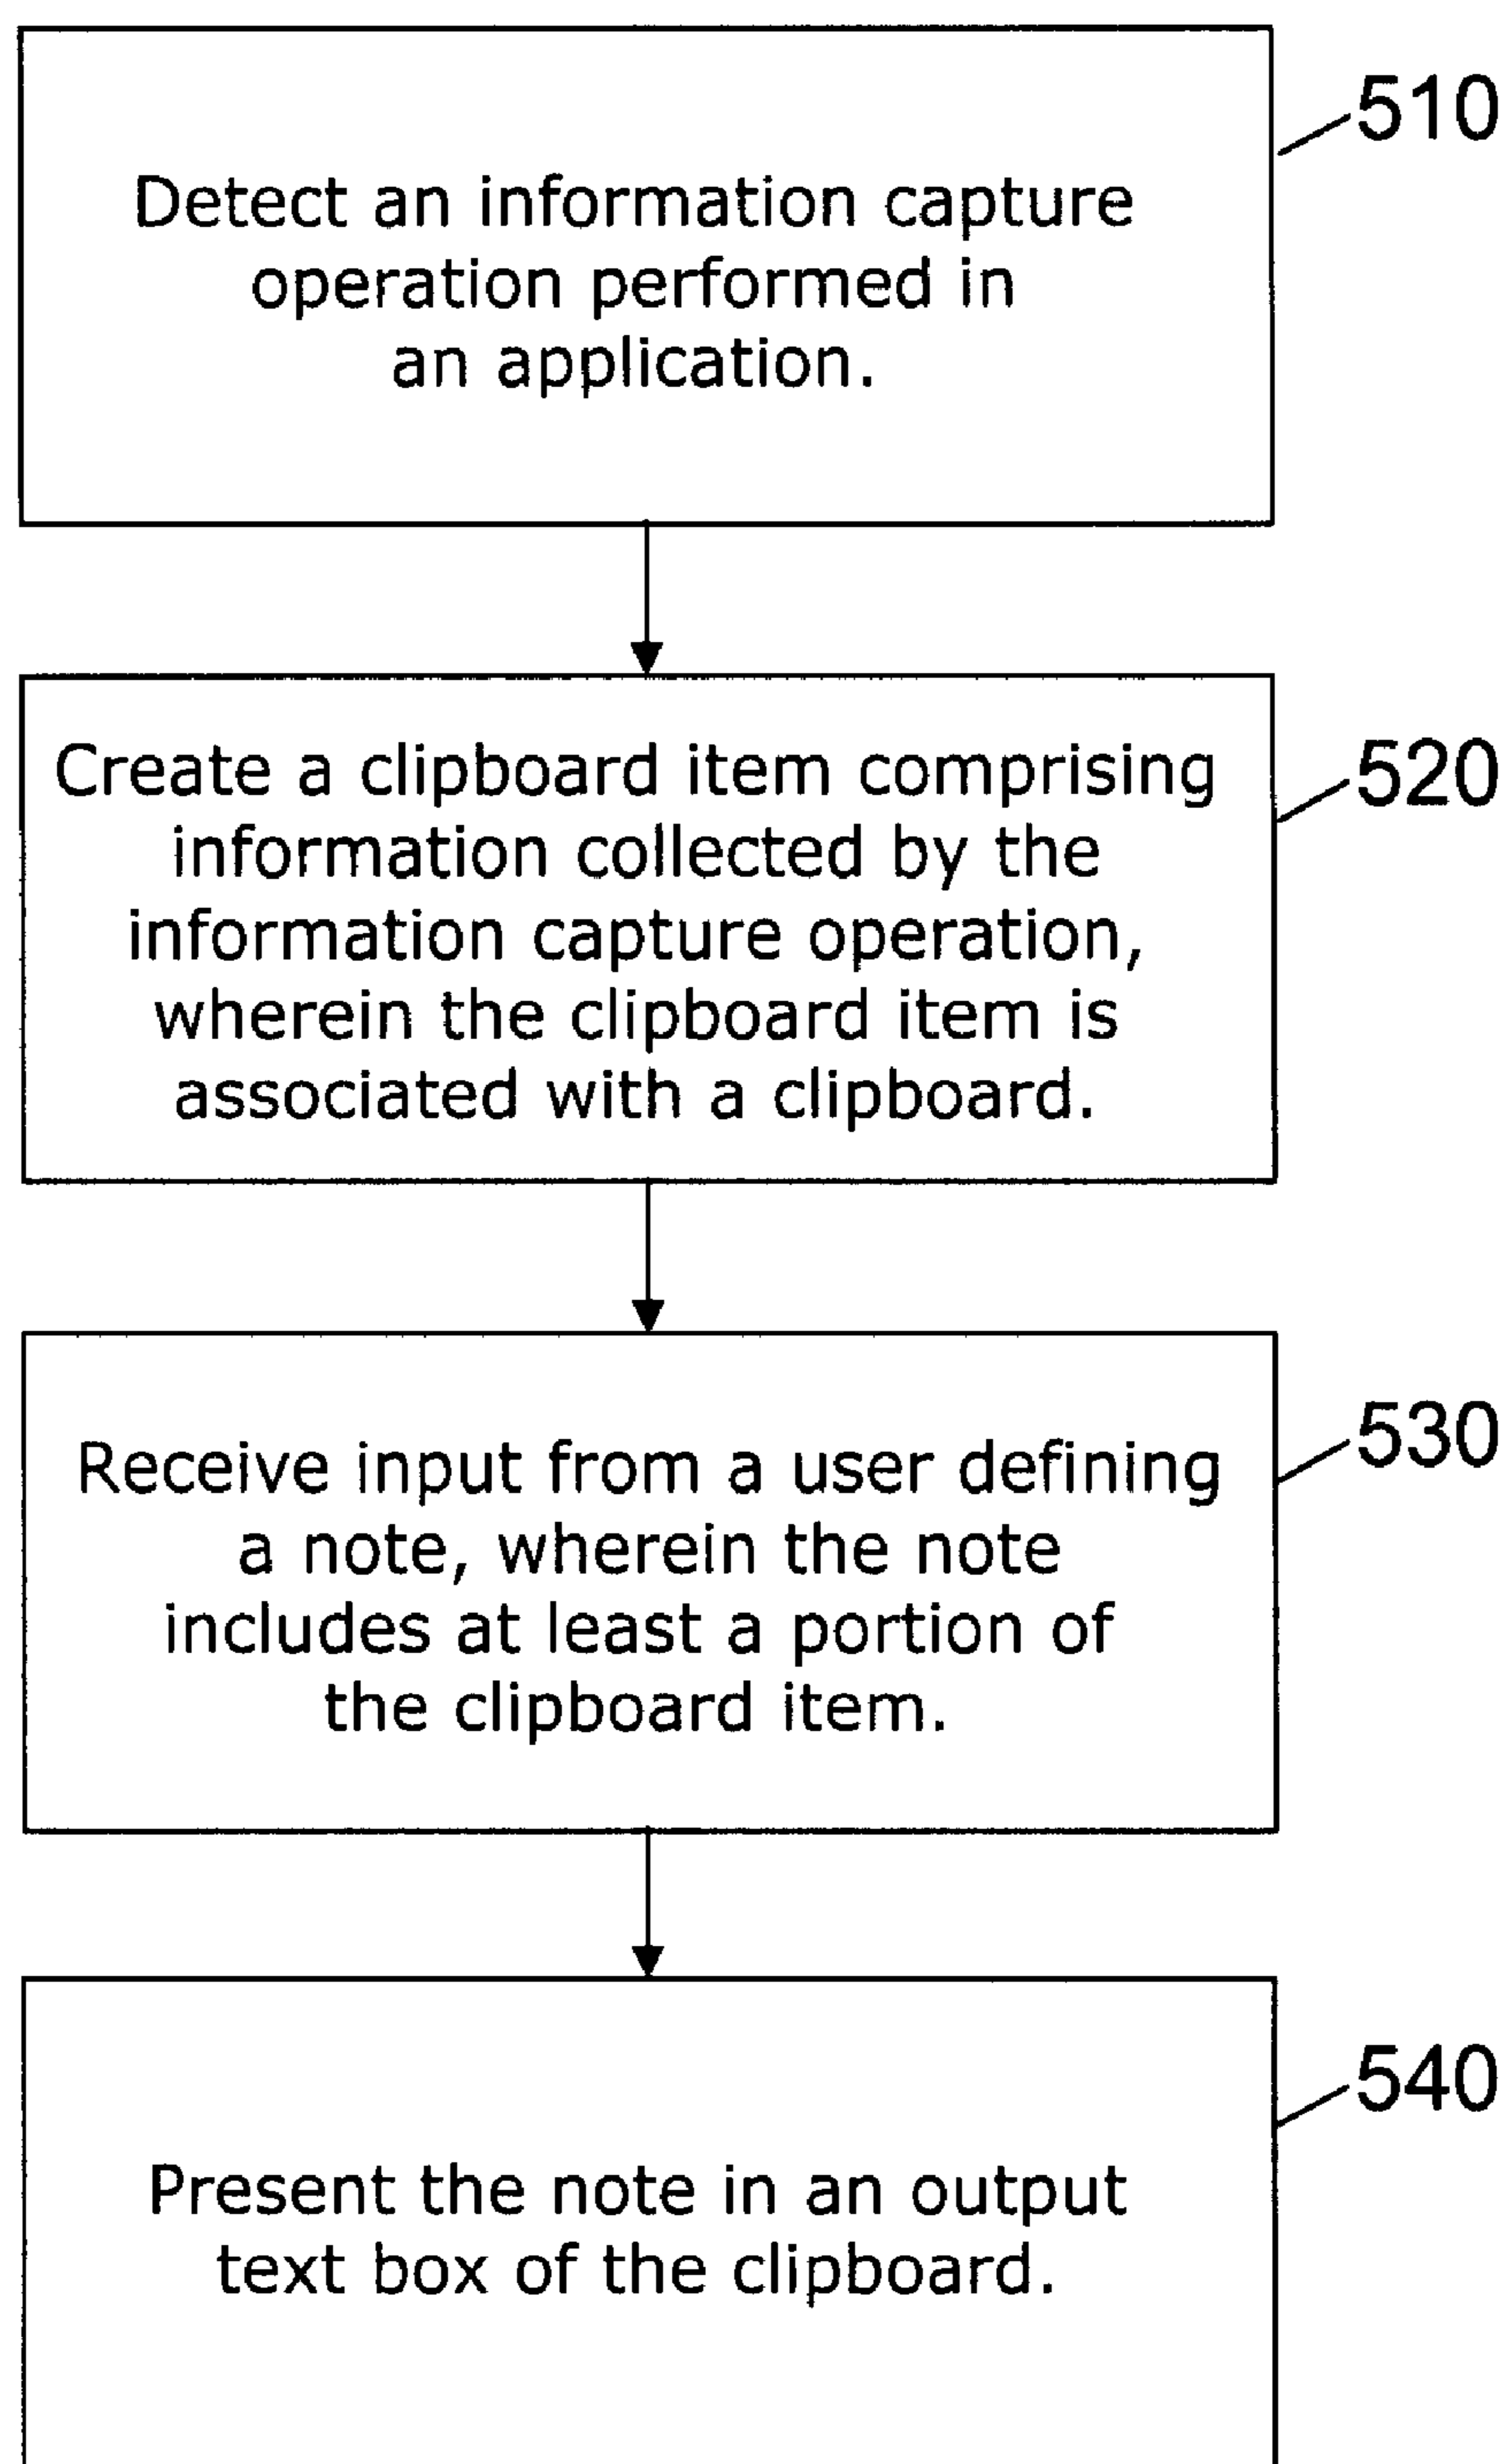 510
Detect an information capture
operation performed in
an application.
520
Create a clipboard item comprising
information collected by the
information capture operation,
wherein the clipboard item is
associated with a clipboard.
530
Receive input from a user defining
a note, wherein the note
includes at least a portion of
the clipboard item.
540
Present the note in an output
text box of the clipboard.